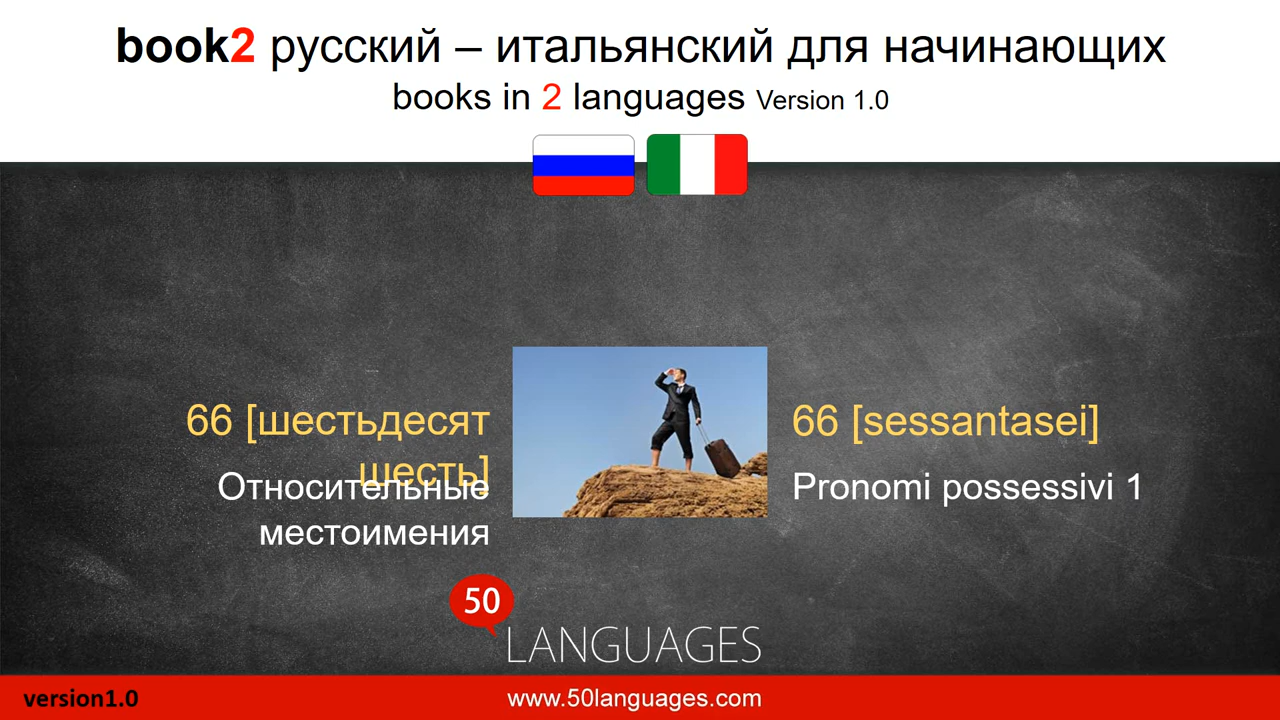 book2 русский – итальянский для начинающих
books in 2 languages Version 1.0
66 [шестьдесят
шесть]
Относительные
местоимения
66 [sessantasei]
Pronomi possessivi 1
50
LANGUAGES
version1.0
www.50languages.com